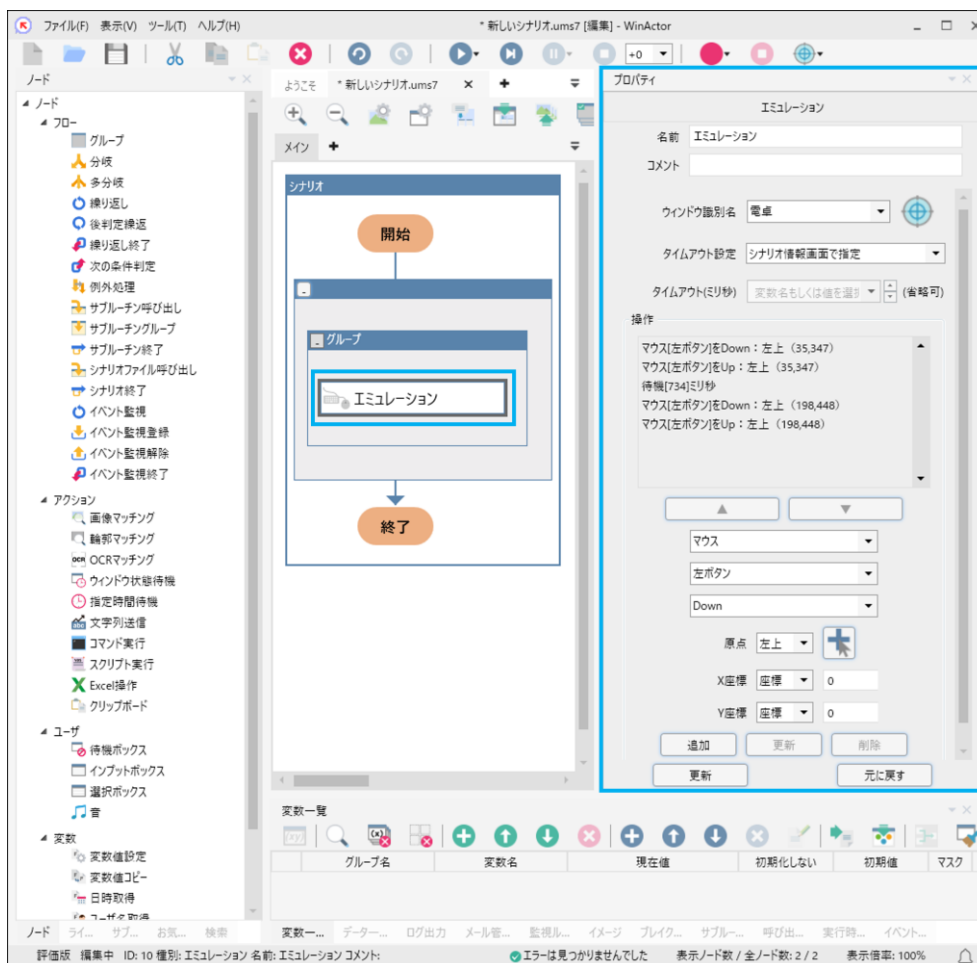 ファイル(F) 表示(V) ツール(T) ヘルプ(H)
* 新しいシナリオ.ums7 [編集] - WinActor
+0
ノード
ノード
フロー
グループ
分岐
多分岐
繰り返し
後判定繰返
繰り返し終了
次の条件判定
例外処理
サブルーチン呼び出し
サブルーチングループ
サブルーチン終了
シナリオファイル呼び出し
シナリオ終了
イベント監視
イベント監視登録
イベント監視解除
イベント監視終了
アクション
画像マッチング
輪郭マッチング
OCR OCRマッチング
ウィンドウ状態待機
指定時間待機
文字列送信
コマンド実行
スクリプト実行
Excel操作
クリップボード
ユーザ
待機ボックス
インプットボックス
選択ボックス
音
変数
変数値設定
変数値コピー
日時取得
ユーザ名取得
ノード ライ... サブ... お気... 検索
ようこそ * 新しいシナリオ.ums7
メイン
シナリオ
開始
グループ
エミュレーション
終了
プロパティ
エミュレーション
名前 エミュレーション
コメント
ウィンドウ識別名 電卓
タイムアウト設定 シナリオ情報画面で指定
タイムアウト(ミリ秒) 変数名もしくは値を選択 (省略可)
操作
マウス[左ボタン]をDown：左上（35,347）
マウス[左ボタン]をUp：左上（35,347）
待機[734]ミリ秒
マウス[左ボタン]をDown：左上（198,448）
マウス[左ボタン]をUp：左上（198,448）
▲ ▼
マウス
左ボタン
Down
原点 左上
X座標 座標 0
Y座標 座標 0
追加 更新 削除
更新 元に戻す
変数一覧
グループ名 変数名 現在値 初期化しない 初期値 マスク
変数一... データー... ログ出力 メール管... 監視ル... イメージ ブレイク... サブルー... 呼び出... 実行時... イベント...
評価版 編集中 ID: 10 種別: エミュレーション 名前: エミュレーション コメント:
エラーは見つかりませんでした 表示ノード数 / 全ノード数: 2 / 2 表示倍率: 100%